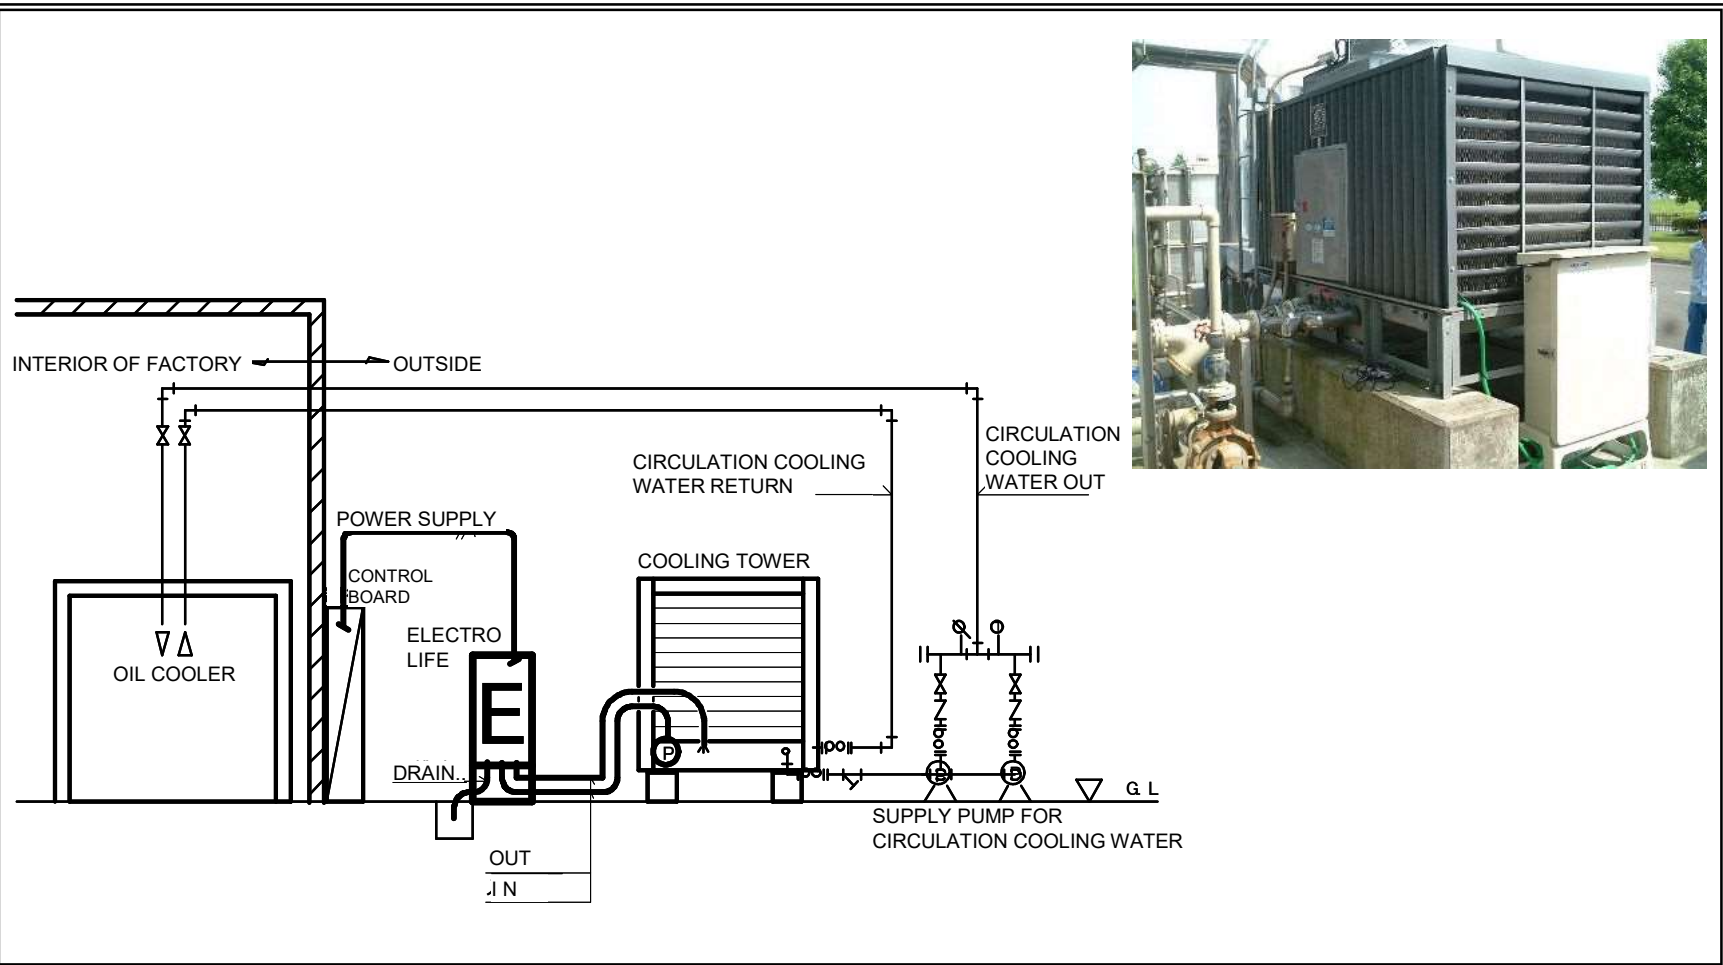 INTERIOR OF FACTORY
OUTSIDE
CIRCULATION COOLING
WATER RETURN
CIRCULATION
COOLING
WATER OUT
POWER SUPPLY
COOLING TOWER
CONTROL
BOARD
ELECTRO
LIFE
OIL COOLER
E
P
DRAIN..
G L
SUPPLY PUMP FOR
CIRCULATION COOLING WATER
OUT
I N